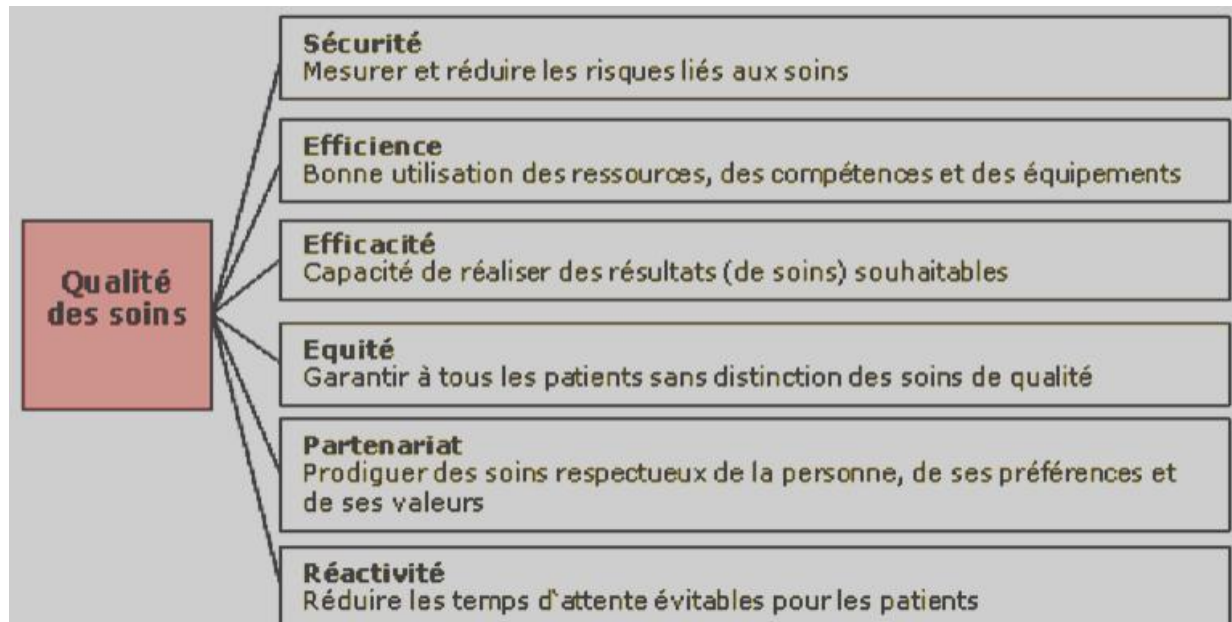 Qualité
des soins
Sécurité
Mesurer et réduire les risques liés aux soins
Efficience
Bonne utilisation des ressources, des compétences et des équipements
Efficacité
Capacité de réaliser des résultats (de soins) souhaitables
Equité
Garantir à tous les patients sans distinction des soins de qualité
Partenariat
Prodiguer des soins respectueux de la personne, de ses préférences et
de ses valeurs
Réactivité
Réduire les temps d`attente évitables pour les patients